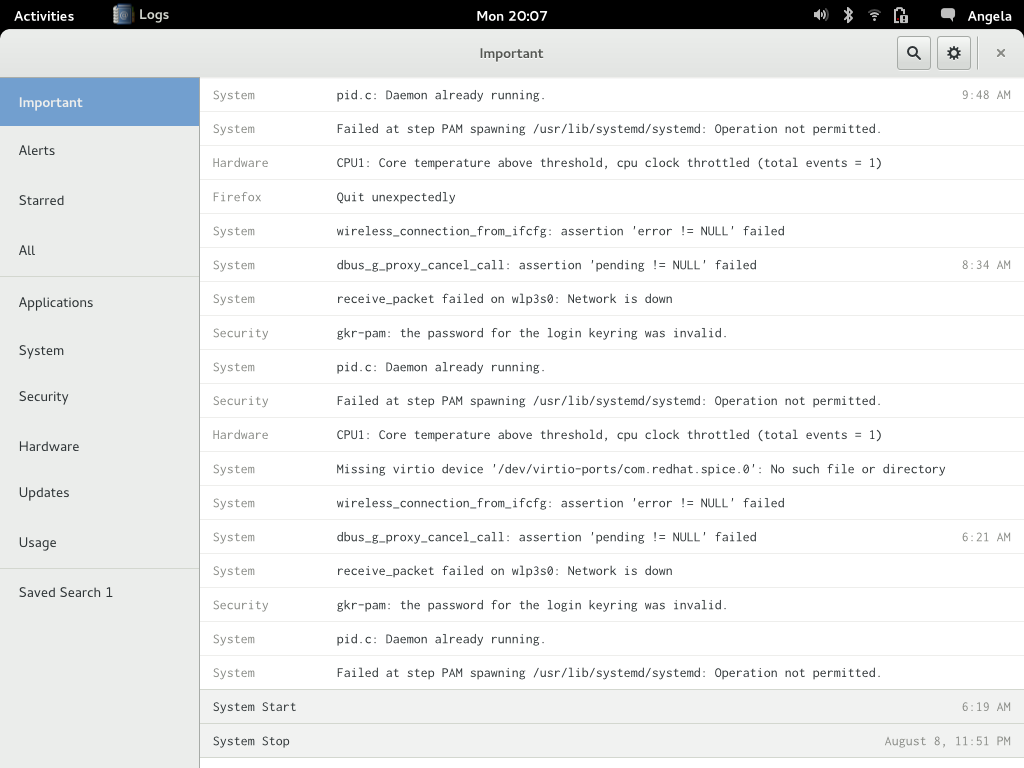 Activities Logs Mon 20:07 Angela
Important
Important
Alerts
Starred
All
Applications
System
Security
Hardware
Updates
Usage
Saved Search 1
System pid.c: Daemon already running. 9:48 AM
System Failed at step PAM spawning /usr/lib/systemd/systemd: Operation not permitted.
Hardware CPU1: Core temperature above threshold, cpu clock throttled (total events = 1)
Firefox Quit unexpectedly
System wireless_connection_from_ifcfg: assertion 'error != NULL' failed
System dbus_g_proxy_cancel_call: assertion 'pending != NULL' failed 8:34 AM
System receive_packet failed on wlp3s0: Network is down
Security gkr-pam: the password for the login keyring was invalid.
System pid.c: Daemon already running.
Security Failed at step PAM spawning /usr/lib/systemd/systemd: Operation not permitted.
Hardware CPU1: Core temperature above threshold, cpu clock throttled (total events = 1)
System Missing virtio device '/dev/virtio-ports/com.redhat.spice.0': No such file or directory
System wireless_connection_from_ifcfg: assertion 'error != NULL' failed
System dbus_g_proxy_cancel_call: assertion 'pending != NULL' failed 6:21 AM
System receive_packet failed on wlp3s0: Network is down
Security gkr-pam: the password for the login keyring was invalid.
System pid.c: Daemon already running.
System Failed at step PAM spawning /usr/lib/systemd/systemd: Operation not permitted.
System Start 6:19 AM
System Stop August 8, 11:51 PM